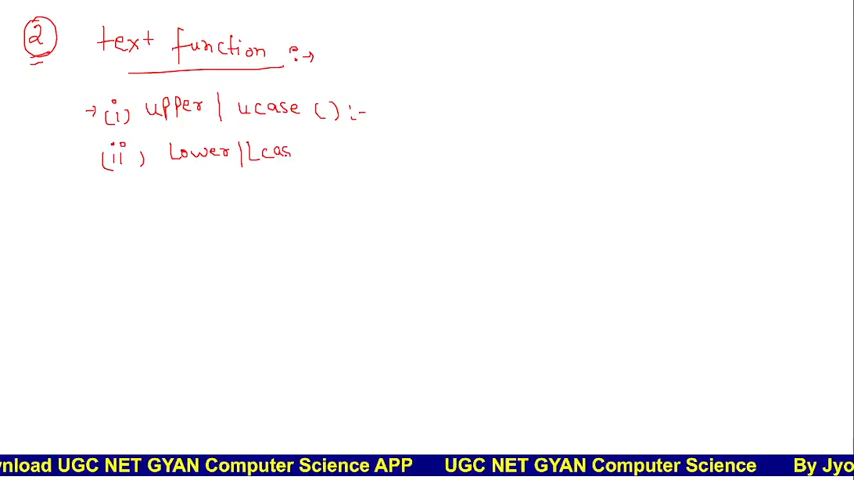 2 text function :→
→ (i) upper | ucase () :-
(ii) Lower | Lcas
nload UGC NET GYAN Computer Science APP UGC NET GYAN Computer Science By Jyo